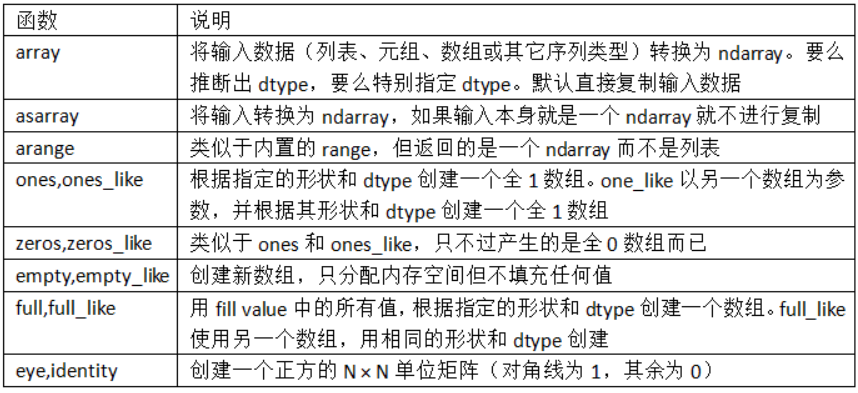 函数 说明
array 将输入数据（列表、元组、数组或其它序列类型）转换为 ndarray。要么
推断出 dtype，要么特别指定 dtype。默认直接复制输入数据
asarray 将输入转换为 ndarray，如果输入本身就是一个 ndarray 就不进行复制
arange 类似于内置的 range，但返回的是一个 ndarray 而不是列表
ones,ones_like 根据指定的形状和 dtype 创建一个全 1 数组。one_like 以另一个数组为参
数，并根据其形状和 dtype 创建一个全 1 数组
zeros,zeros_like 类似于 ones 和 ones_like，只不过产生的是全 0 数组而已
empty,empty_like 创建新数组，只分配内存空间但不填充任何值
full,full_like 用 fill value 中的所有值，根据指定的形状和 dtype 创建一个数组。full_like
使用另一个数组，用相同的形状和 dtype 创建
eye,identity 创建一个正方的 N×N 单位矩阵（对角线为 1，其余为 0）